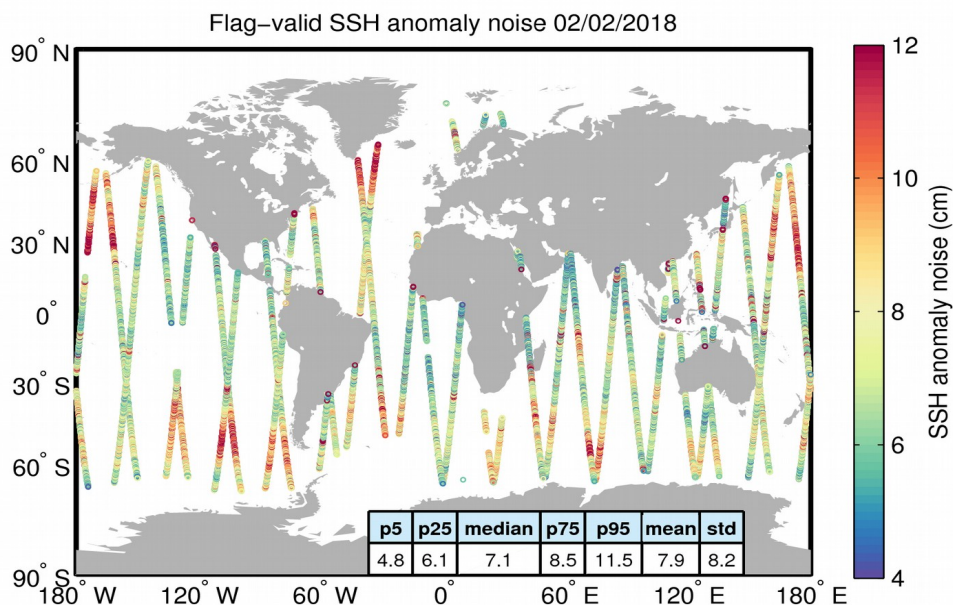 Flag−valid SSH anomaly noise 02/02/2018
90° N
60° N
30° N
0°
30° S
60° S
90° S
180° W
120° W
60° W
0°
60° E
120° E
180° E
p5 p25 median p75 p95 mean std
4.8 6.1 7.1 8.5 11.5 7.9 8.2
12
10
8
6
4
SSH anomaly noise (cm)